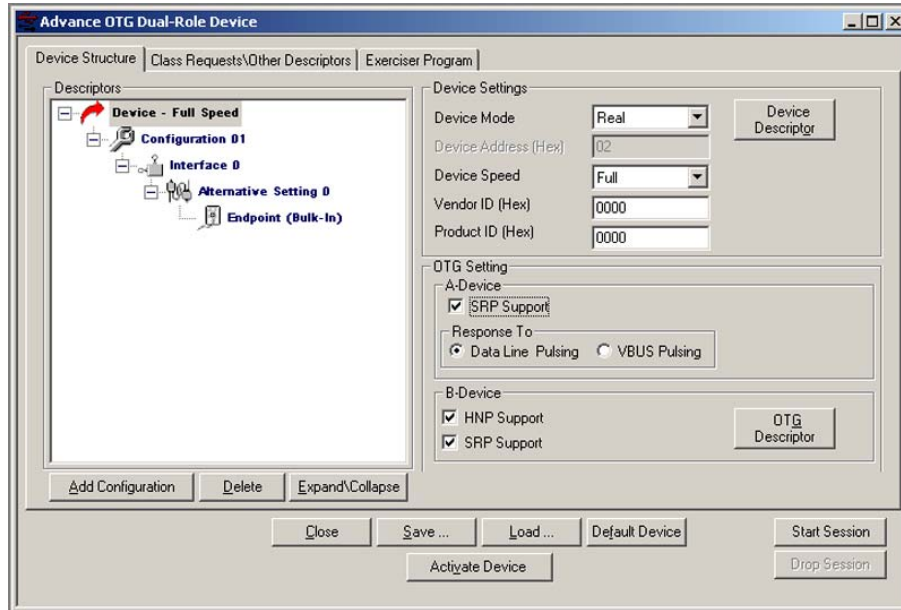 Advance OTG Dual-Role Device
Device Structure
Class Requests\Other Descriptors
Exerciser Program
Descriptors
Device - Full Speed
Configuration 01
Interface 0
Alternative Setting 0
Endpoint (Bulk-In)
Add Configuration
Delete
Expand\Collapse
Device Settings
Device Mode
Real
Device Descriptor
Device Address (Hex)
02
Device Speed
Full
Vendor ID (Hex)
0000
Product ID (Hex)
0000
OTG Setting
A-Device
SRP Support
Response To
Data Line Pulsing
VBUS Pulsing
B-Device
HNP Support
SRP Support
OTG Descriptor
Close
Save ...
Load ...
Default Device
Start Session
Activate Device
Drop Session